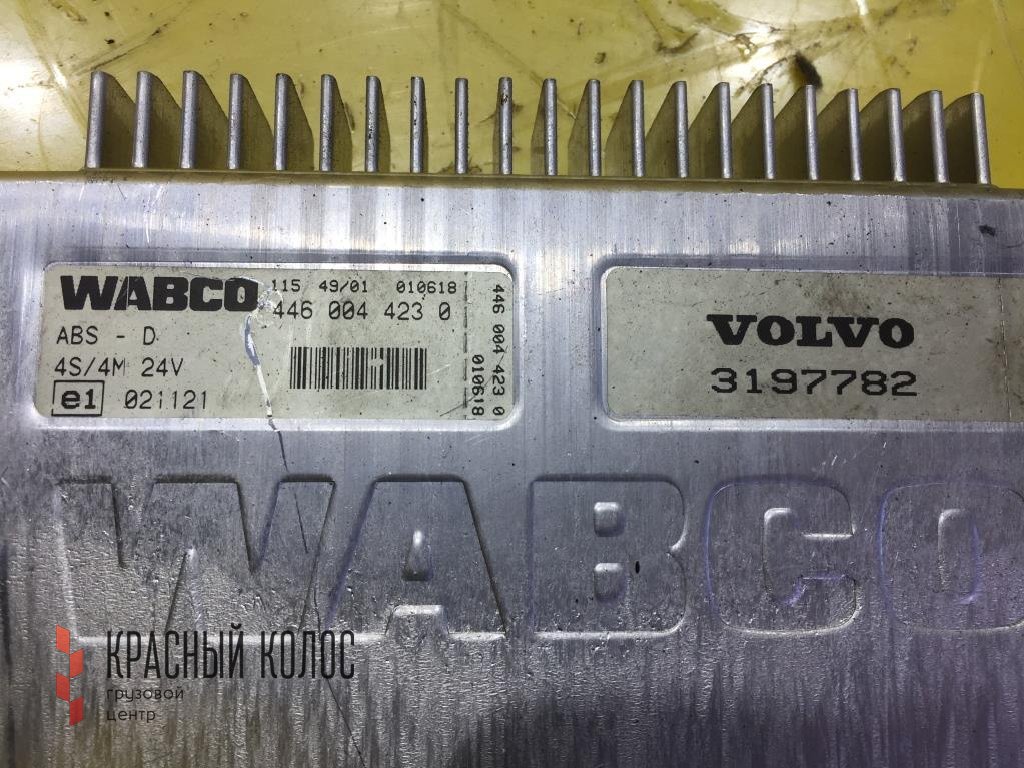 WABCO 115 49/01 010618
446 004 423 0
ABS - D
4S/4M 24V
e1 021121
446 004 423 0
010618
VOLVO
3197782
WABCO
КРАСНЫЙ КОЛОС
грузовой
центр